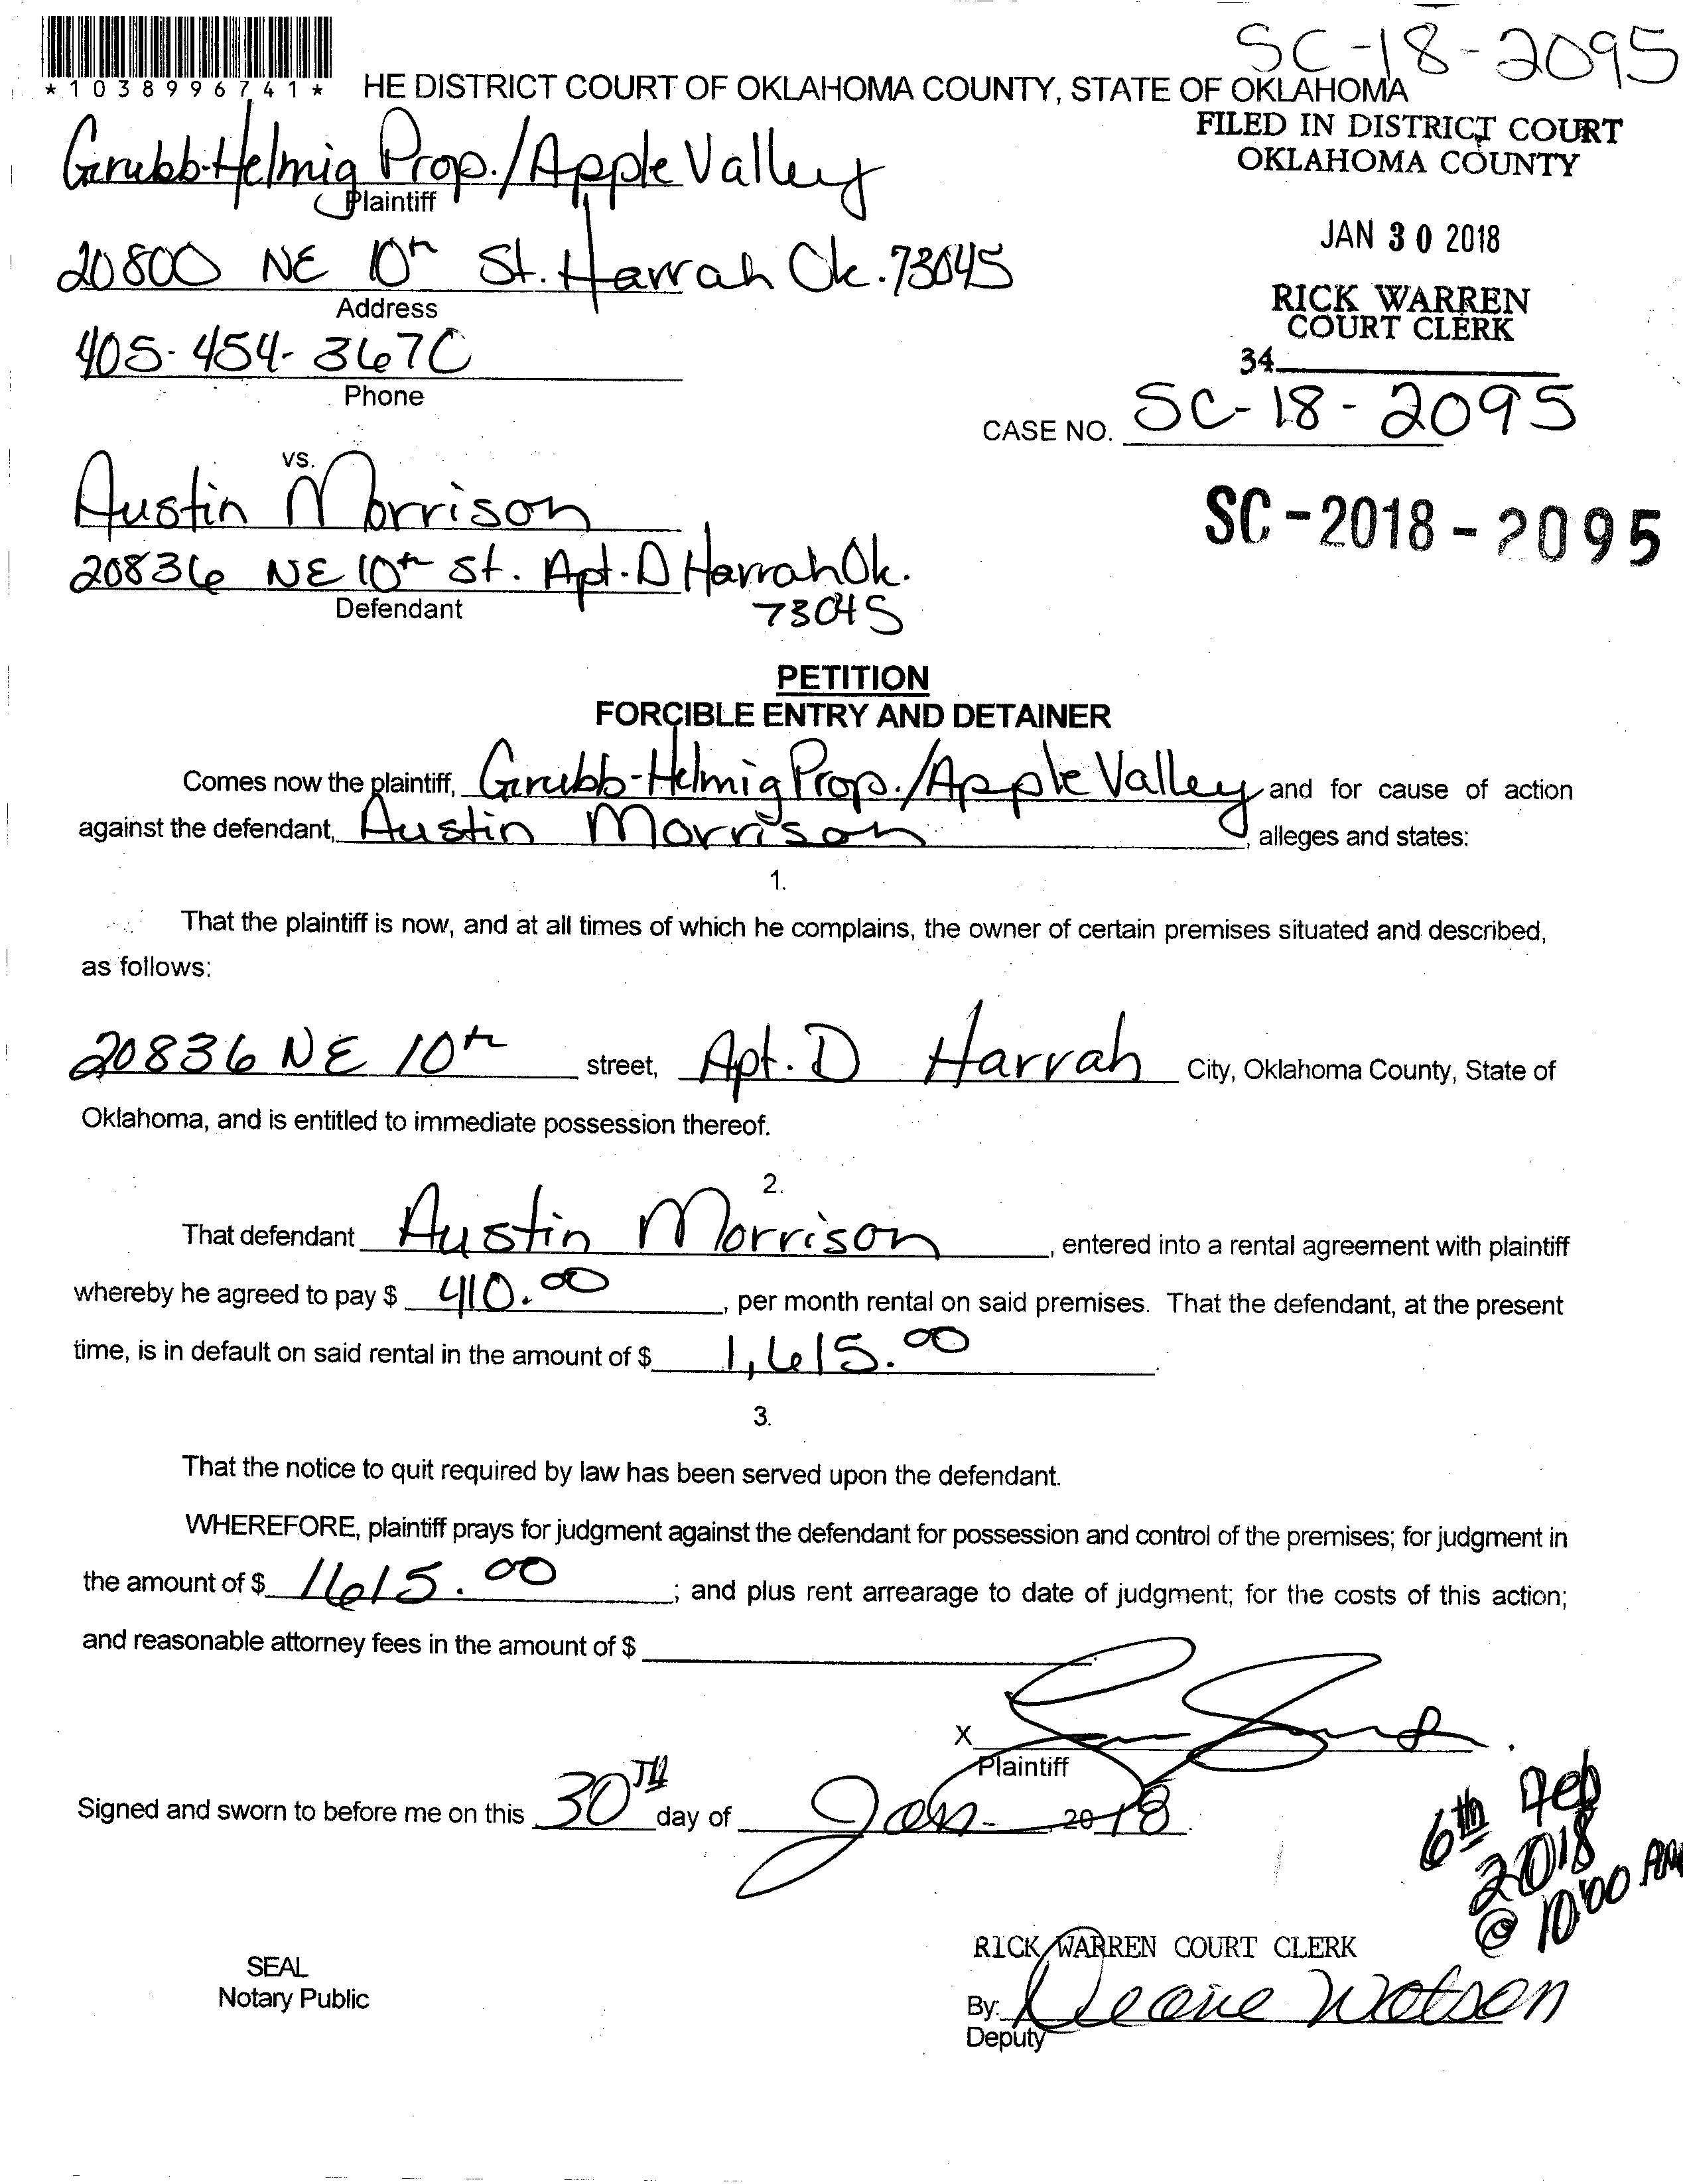 SC-18-2095
*1038996741*
HE DISTRICT COURT OF OKLAHOMA COUNTY, STATE OF OKLAHOMA
FILED IN DISTRICT COURT
OKLAHOMA COUNTY
Grubb-Helmig Prop./Apple Valley
Plaintiff
JAN 30 2018
20800 NE 10th St. Harrah Ok. 73045
Address
RICK WARREN
COURT CLERK
34
405-454-3670
Phone
CASE NO. SC-18-2095
vs.
Austin Morrison
SC-2018-2095
20836 NE 10th St. Apt. D Harrah Ok.
73045
Defendant
PETITION
FORCIBLE ENTRY AND DETAINER
Comes now the plaintiff, Grubb-Helmig Prop./Apple Valley and for cause of action
against the defendant, Austin Morrison, alleges and states:
1.
That the plaintiff is now, and at all times of which he complains, the owner of certain premises situated and described,
as follows:
20836 NE 10th street, Apt. D Harrah City, Oklahoma County, State of
Oklahoma, and is entitled to immediate possession thereof.
2.
That defendant Austin Morrison, entered into a rental agreement with plaintiff
whereby he agreed to pay $ 410.00, per month rental on said premises. That the defendant, at the present
time, is in default on said rental in the amount of $ 1,615.00.
3.
That the notice to quit required by law has been served upon the defendant.
WHEREFORE, plaintiff prays for judgment against the defendant for possession and control of the premises; for judgment in
the amount of $ 1615.00; and plus rent arrearage to date of judgment; for the costs of this action;
and reasonable attorney fees in the amount of $
X
Plaintiff
Signed and sworn to before me on this 30TH day of Jan, 2018.
6th Feb
2018
@ 10:00 AM
RICK WARREN COURT CLERK
SEAL
Notary Public
By: Deane Watson
Deputy